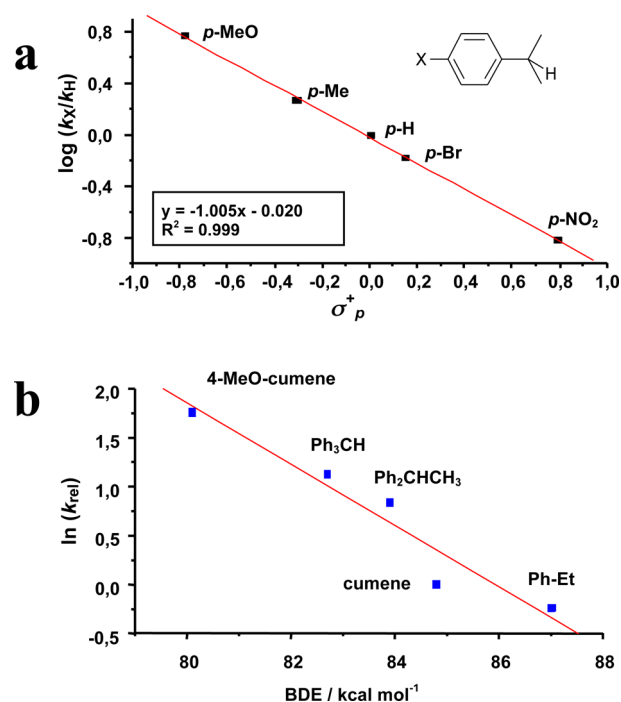 a
0,8
0,4
0,0
-0,4
-0,8
log (kX/kH)
p-MeO
p-Me
p-H
p-Br
p-NO2
X
H
y = -1.005x - 0.020
R2 = 0.999
-1,0 -0,8 -0,6 -0,4 -0,2 0,0 0,2 0,4 0,6 0,8 1,0
σ+p
b
2,0
1,5
1,0
0,5
0,0
-0,5
ln (krel)
4-MeO-cumene
Ph3CH
Ph2CHCH3
cumene
Ph-Et
80 82 84 86 88
BDE / kcal mol-1